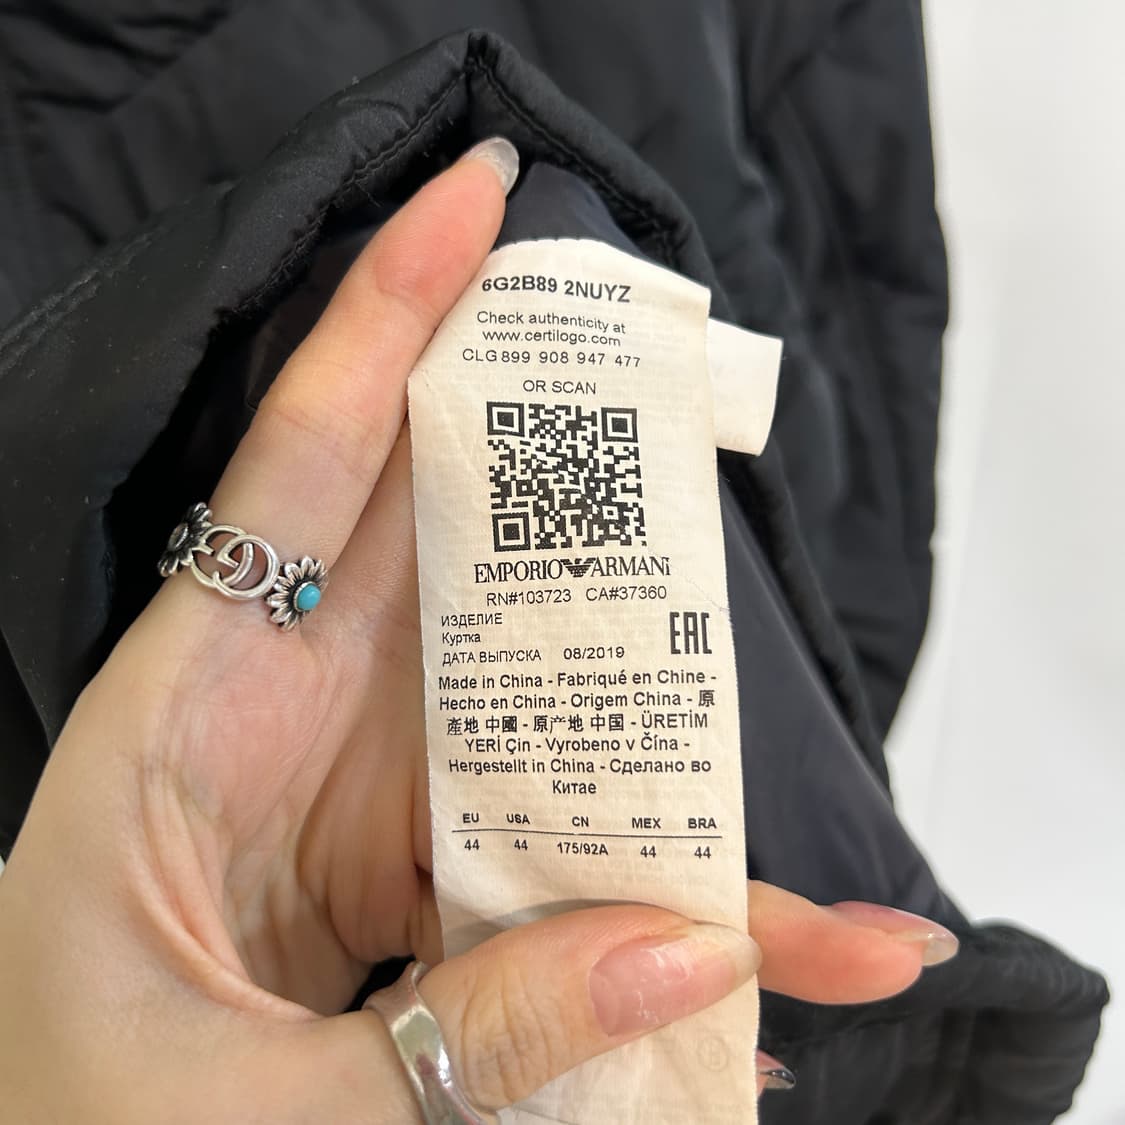 6G2B89 2NUYZ
Check authenticity at
www.certilogo.com
CLG 899 908 947 477
OR SCAN
EMPORIO ARMANI
RN#103723 CA#37360
ИЗДЕЛИЕ
Куртка
EAC
ДАТА ВЫПУСКА 08/2019
Made in China - Fabriqué en Chine -
Hecho en China - Origem China - 原
產地 中國 - 原产地 中国 - ÜRETİM
YERİ Çin - Vyrobeno v Čína -
Hergestellt in China - Сделано во
Китае
EU USA CN MEX BRA
44 44 175/92A 44 44